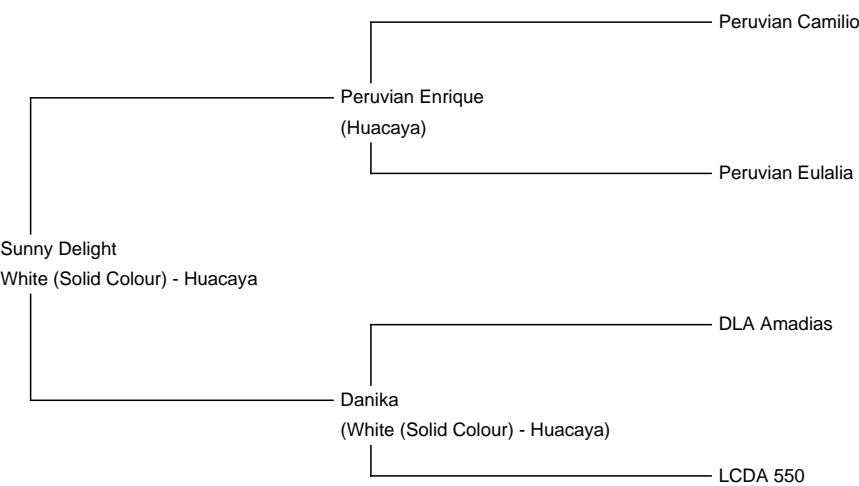 Peruvian Camilio
Peruvian Enrique
(Huacaya)
Peruvian Eulalia
Sunny Delight
White (Solid Colour) - Huacaya
DLA Amadias
Danika
(White (Solid Colour) - Huacaya)
LCDA 550